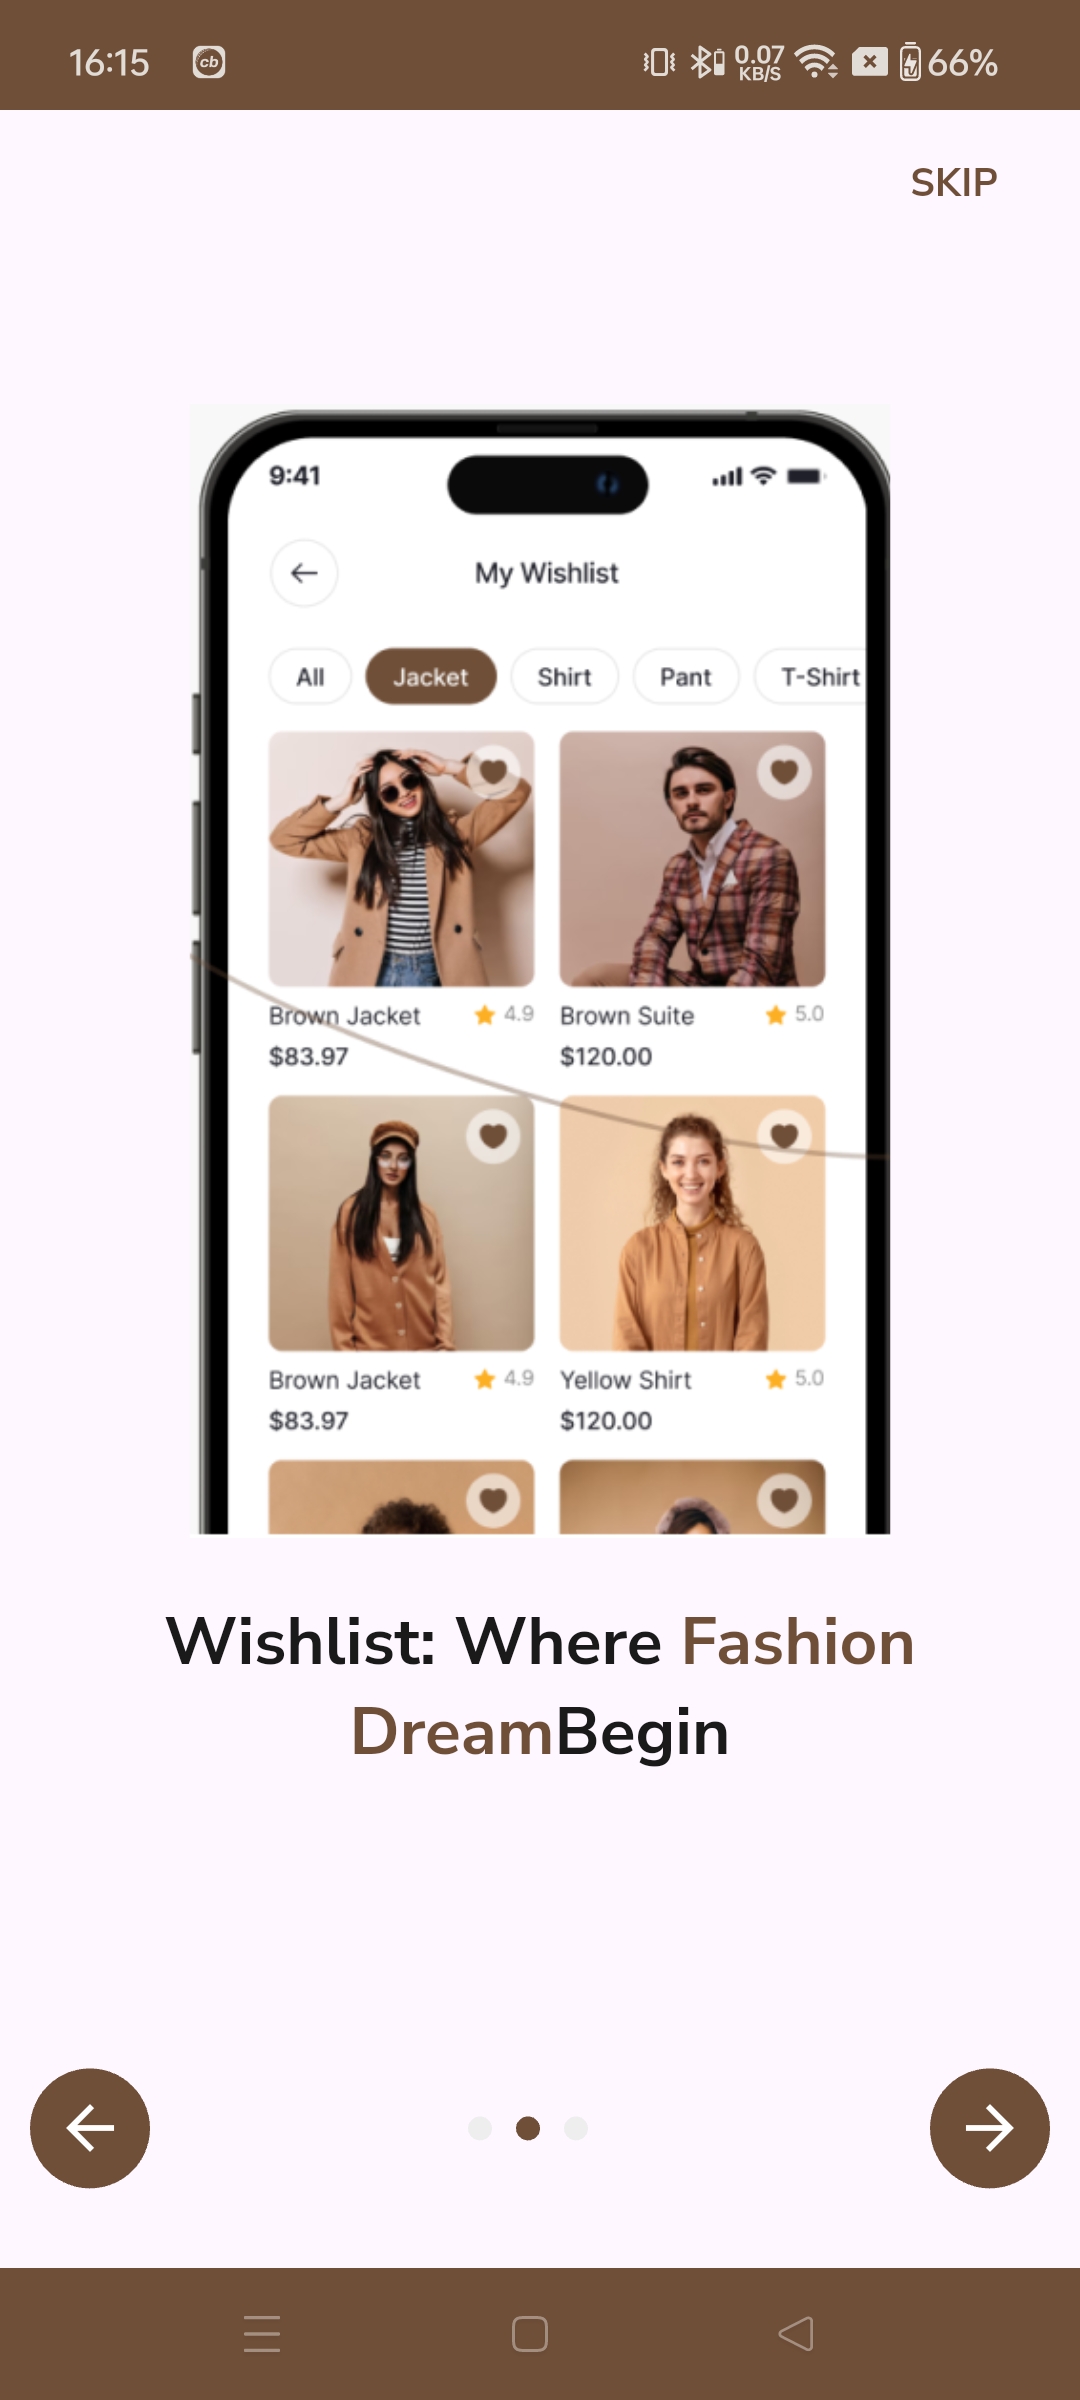 16:15 cb 0.07 KB/S 66%
SKIP
9:41
My Wishlist
All Jacket Shirt Pant T-Shirt
Brown Jacket 4.9 Brown Suite 5.0
$83.97 $120.00
Brown Jacket 4.9 Yellow Shirt 5.0
$83.97 $120.00
Wishlist: Where Fashion
DreamBegin